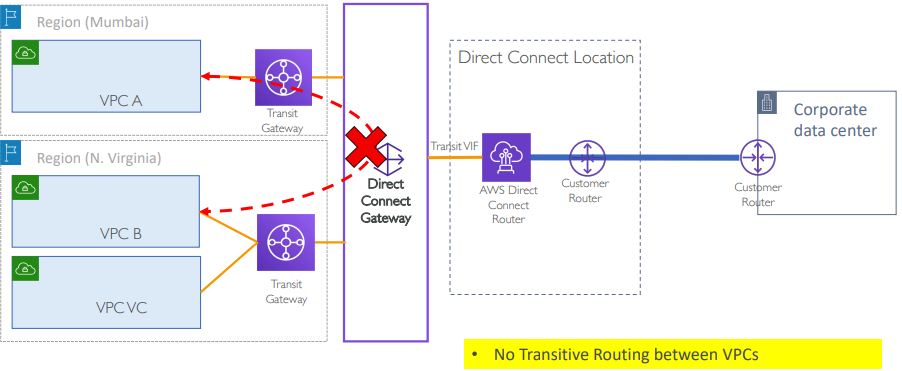 Region (Mumbai)
VPC A
Transit
Gateway
Region (N. Virginia)
VPC B
VPC VC
Transit
Gateway
Direct
Connect
Gateway
Transit VIF
Direct Connect Location
AWS Direct
Connect
Router
Customer
Router
Corporate
data center
Customer
Router
• No Transitive Routing between VPCs